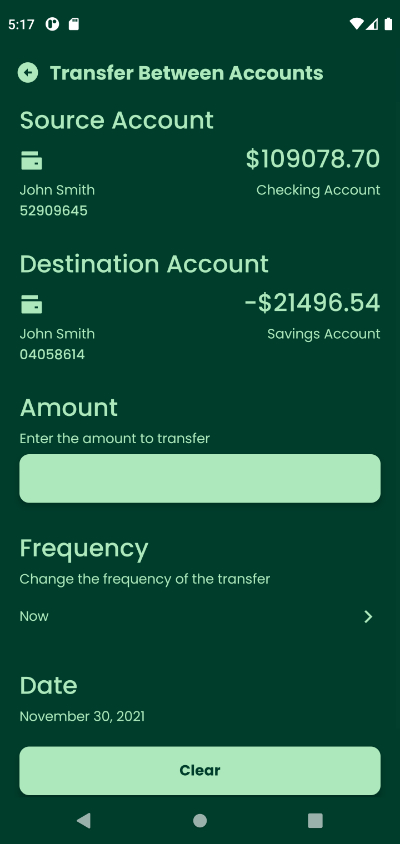 5:17
Transfer Between Accounts
Source Account
$109078.70
John Smith
Checking Account
52909645
Destination Account
-$21496.54
John Smith
Savings Account
04058614
Amount
Enter the amount to transfer
Frequency
Change the frequency of the transfer
Now
Date
November 30, 2021
Clear